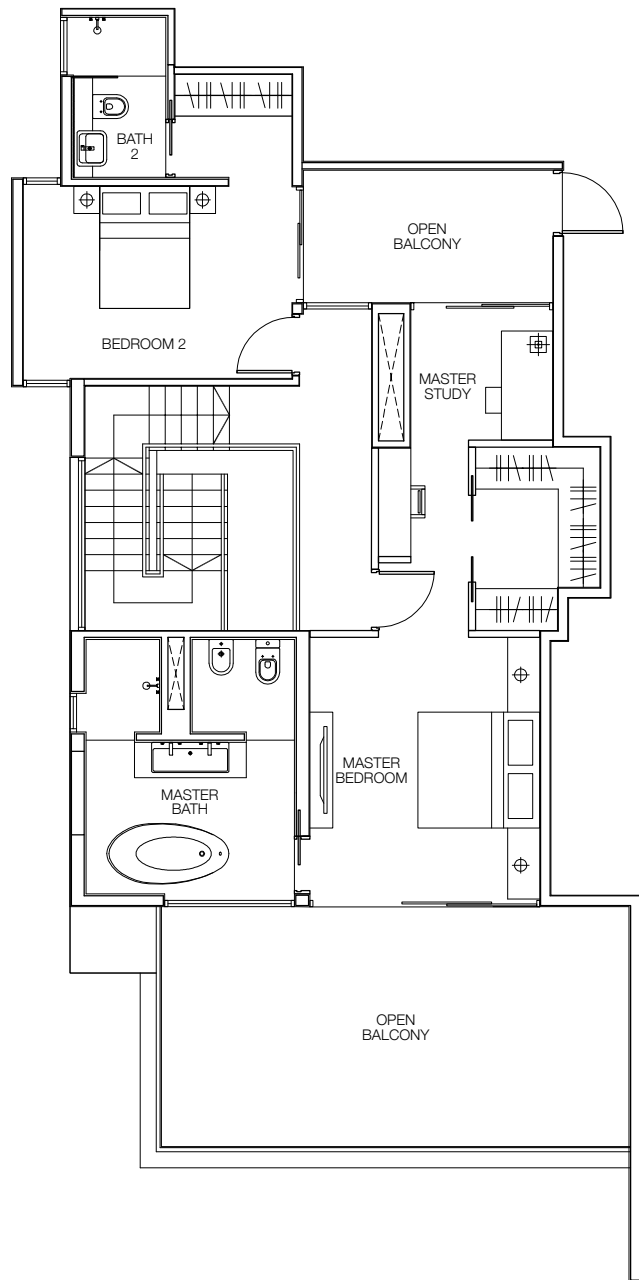 BATH
2
OPEN
BALCONY
BEDROOM 2
MASTER
STUDY
MASTER
BEDROOM
MASTER
BATH
OPEN
BALCONY